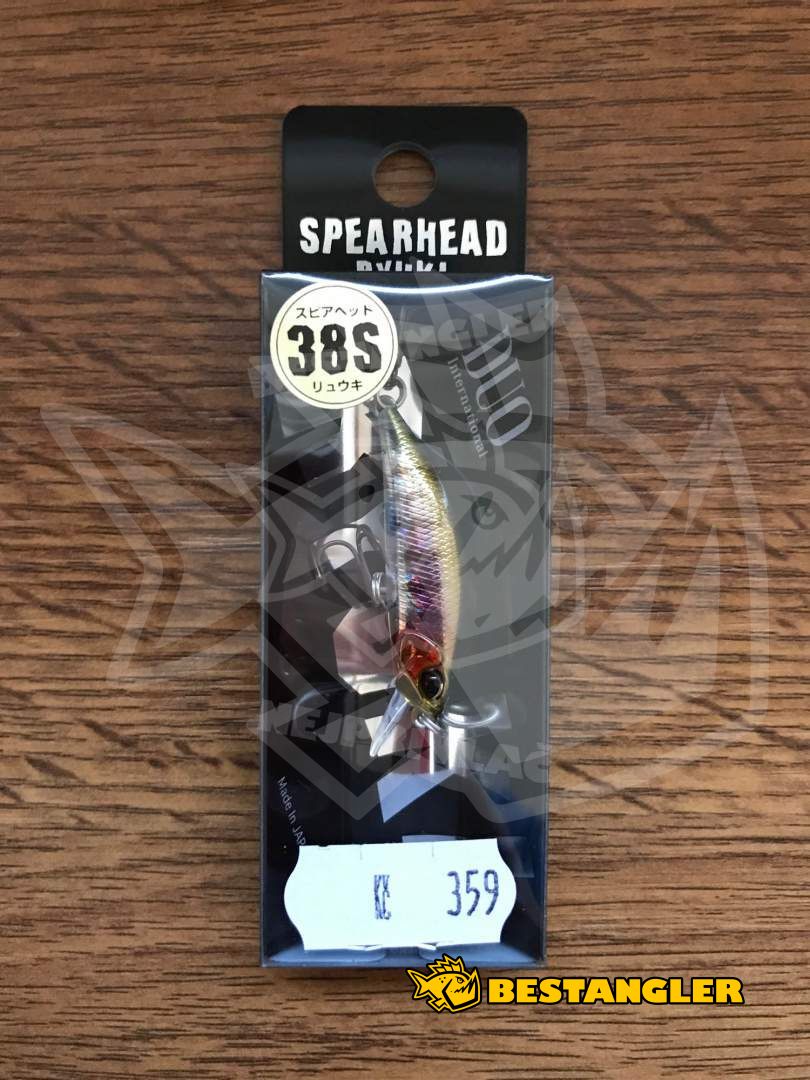 SPEARHEAD
RYUKI
スピアヘッド
38S
リュウキ
DUO
International
Made in JAP
Kč 359
BESTANGLER